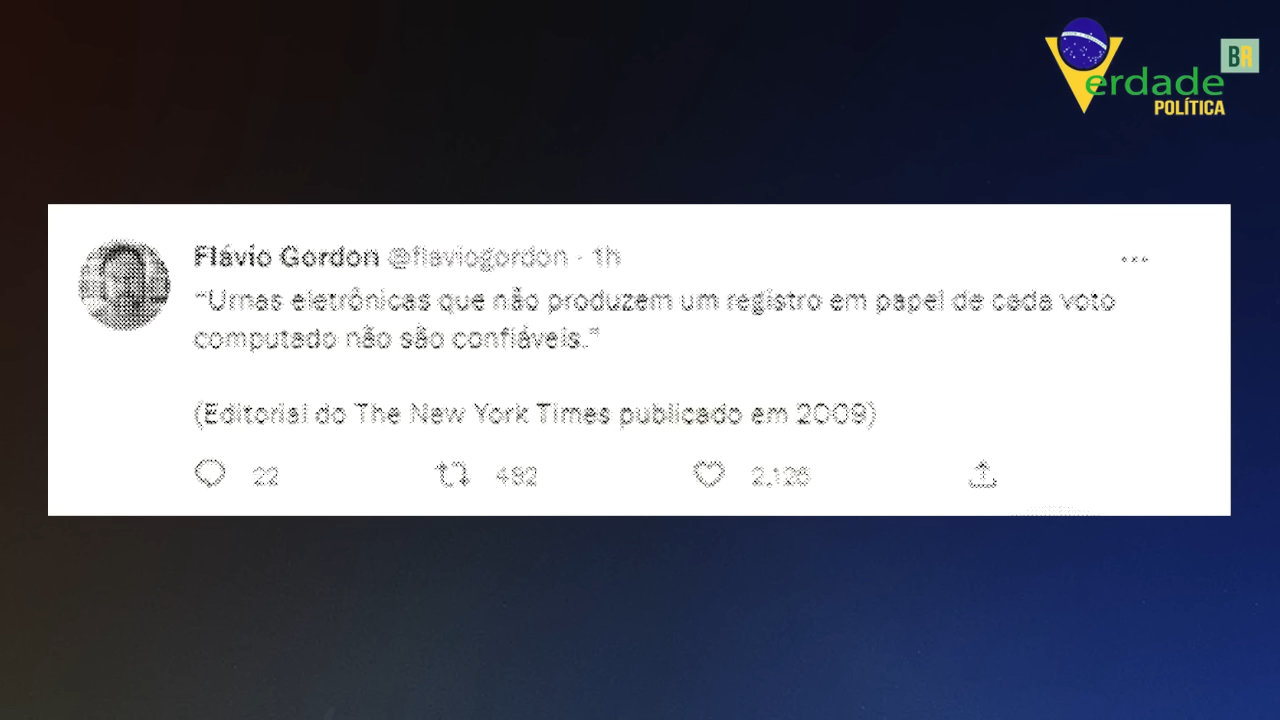 Verdade BR
POLÍTICA
Flávio Gordon @flaviogordon · 1h
"Urnas eletrônicas que não produzem um registro em papel de cada voto
computado não são confiáveis."
(Editorial do The New York Times publicado em 2009)
22 482 2,126